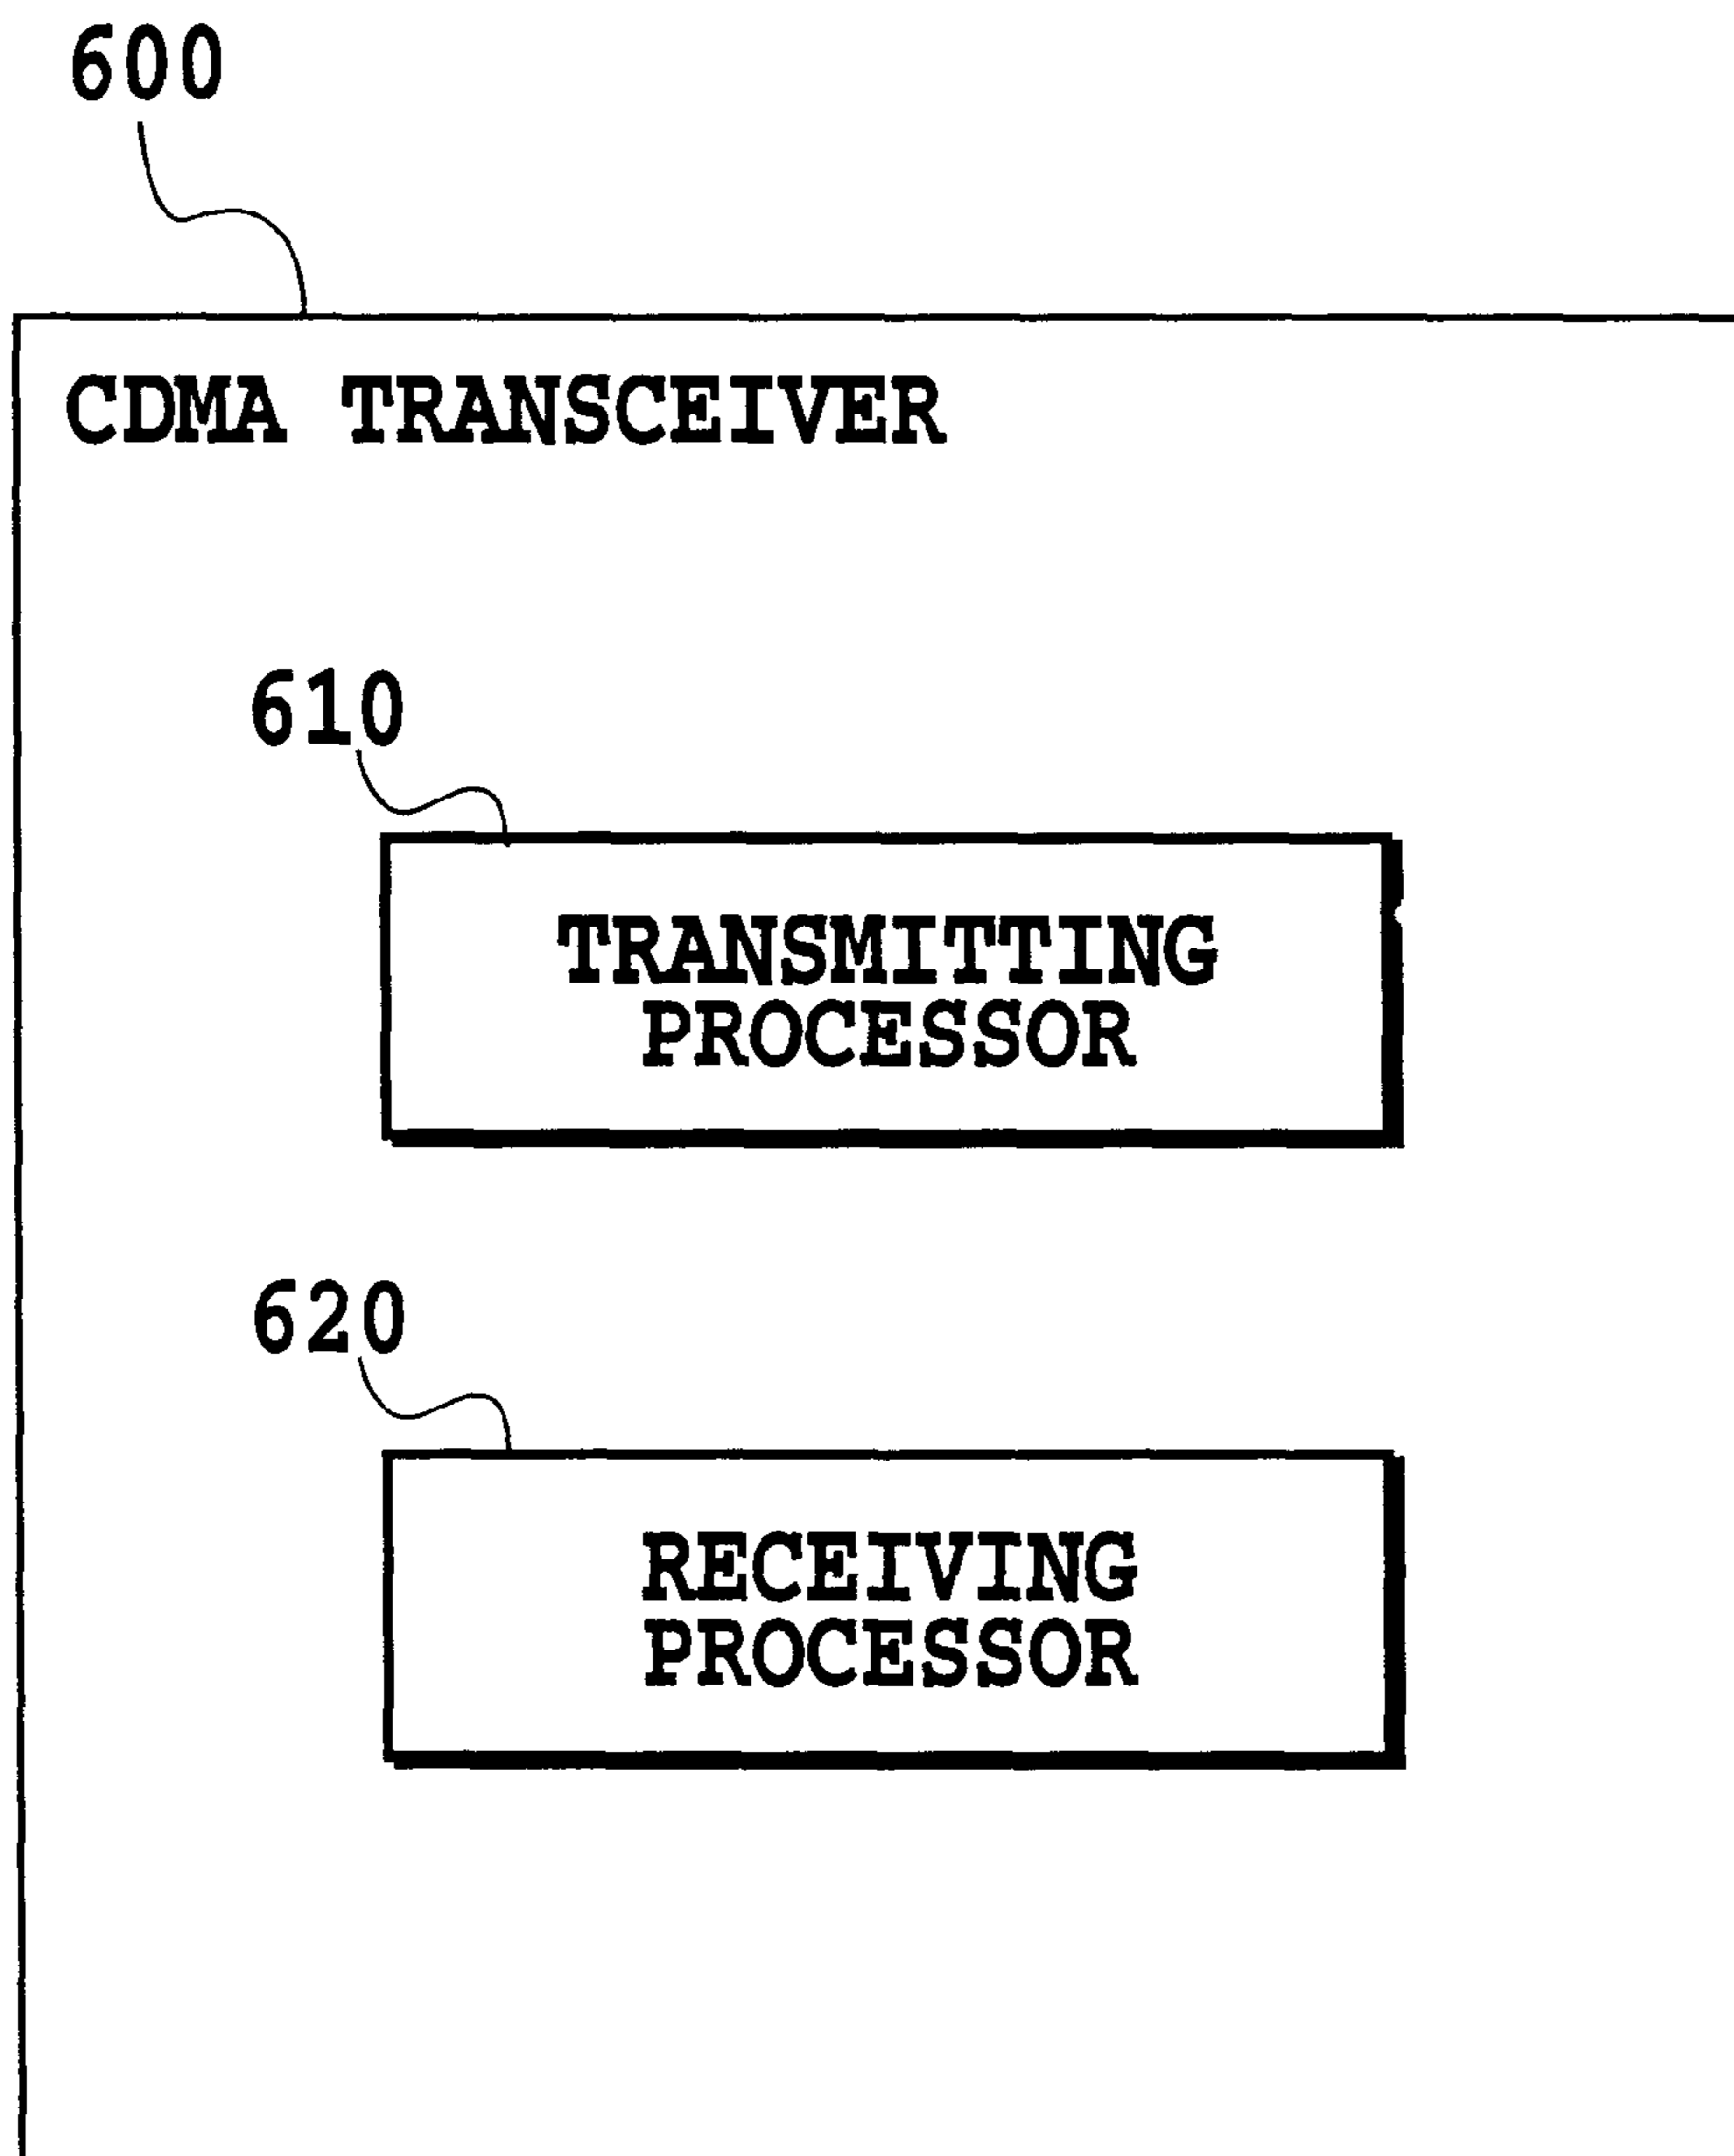 600
CDMA TRANSCEIVER
610
TRANSMITTING
PROCESSOR
620
RECEIVING
PROCESSOR